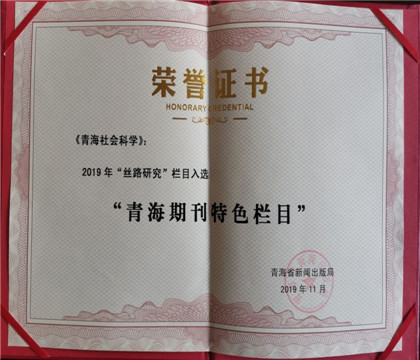 荣誉证书
HONORARY CREDENTIAL
《青海社会科学》:
2019年“丝路研究”栏目入选
“青海期刊特色栏目”
青海省新闻出版局
2019年11月